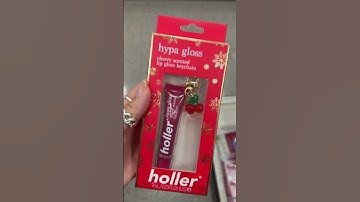 hypa gloss
cherry scented
lip gloss keychain
holler
holler